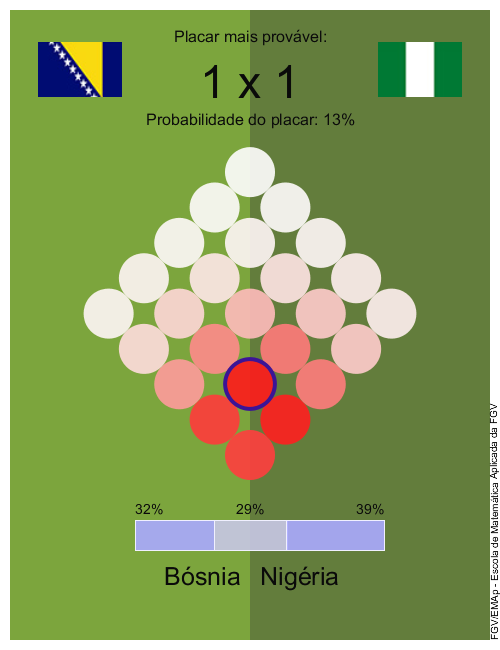 Placar mais provável:
1 x 1
Probabilidade do placar: 13%
32% 29% 39%
Bósnia Nigéria
FGV/EMAp - Escola de Matemática Aplicada da FGV